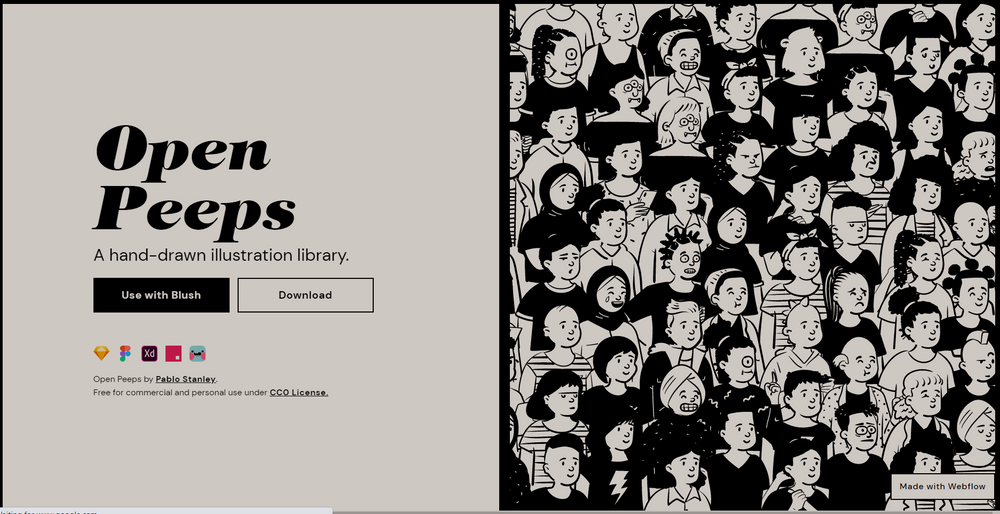 Open
Peeps
A hand-drawn illustration library.
Use with Blush
Download
Xd
Open Peeps by Pablo Stanley.
Free for commercial and personal use under CC0 License.
Made with Webflow